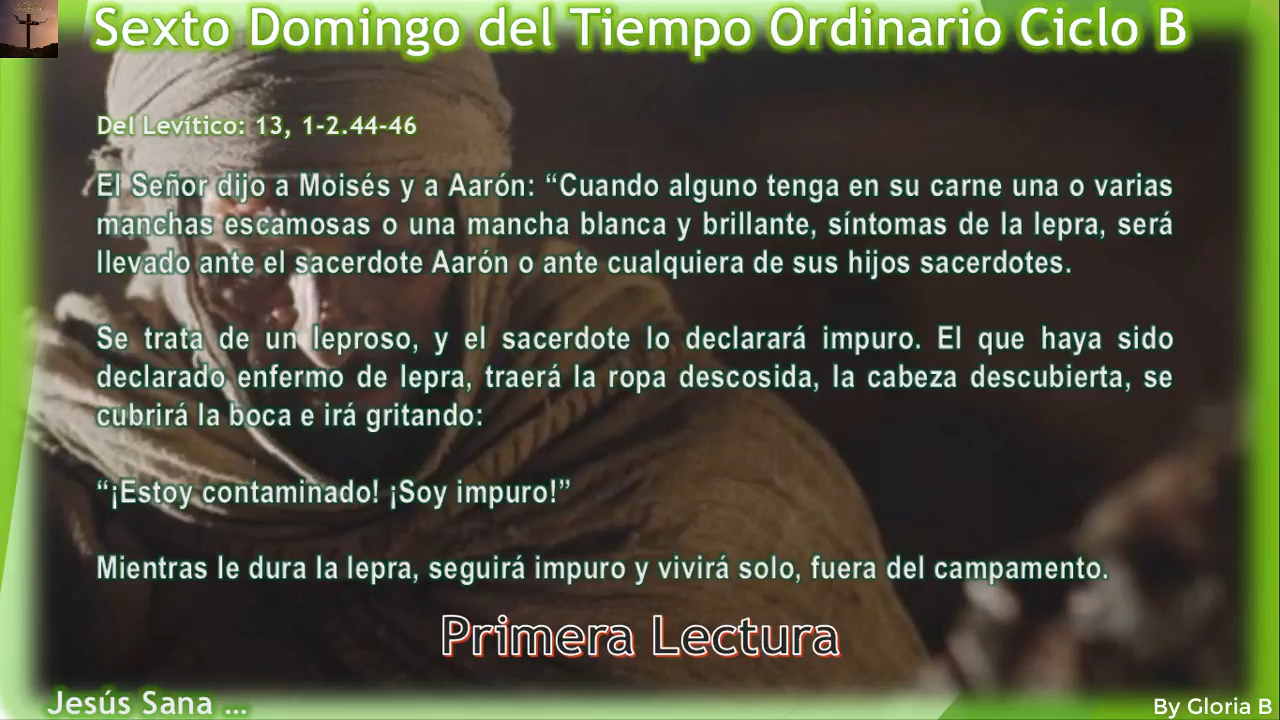 Sexto Domingo del Tiempo Ordinario Ciclo B
Del Levítico: 13, 1-2.44-46
El Señor dijo a Moisés y a Aarón: “Cuando alguno tenga en su carne una o varias
manchas escamosas o una mancha blanca y brillante, síntomas de la lepra, será
llevado ante el sacerdote Aarón o ante cualquiera de sus hijos sacerdotes.
Se trata de un leproso, y el sacerdote lo declarará impuro. El que haya sido
declarado enfermo de lepra, traerá la ropa descosida, la cabeza descubierta, se
cubrirá la boca e irá gritando:
“¡Estoy contaminado! ¡Soy impuro!”
Mientras le dura la lepra, seguirá impuro y vivirá solo, fuera del campamento.
Primera Lectura
Jesús Sana ...
By Gloria B